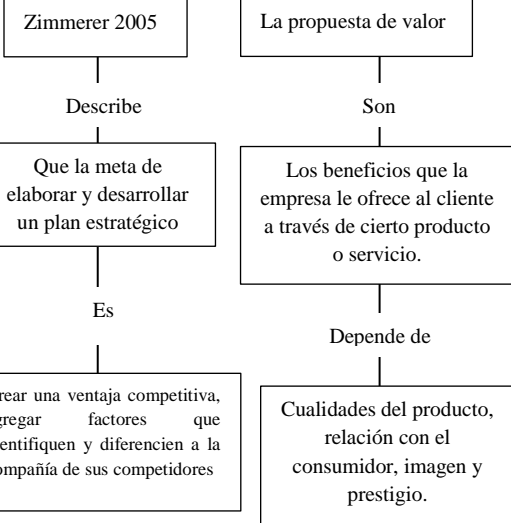 Zimmerer 2005
Describe
Que la meta de
elaborar y desarrollar
un plan estratégico
Es
rear una ventaja competitiva,
gregar factores que
entifiquen y diferencien a la
ompañía de sus competidores
La propuesta de valor
Son
Los beneficios que la
empresa le ofrece al cliente
a través de cierto producto
o servicio.
Depende de
Cualidades del producto,
relación con el
consumidor, imagen y
prestigio.